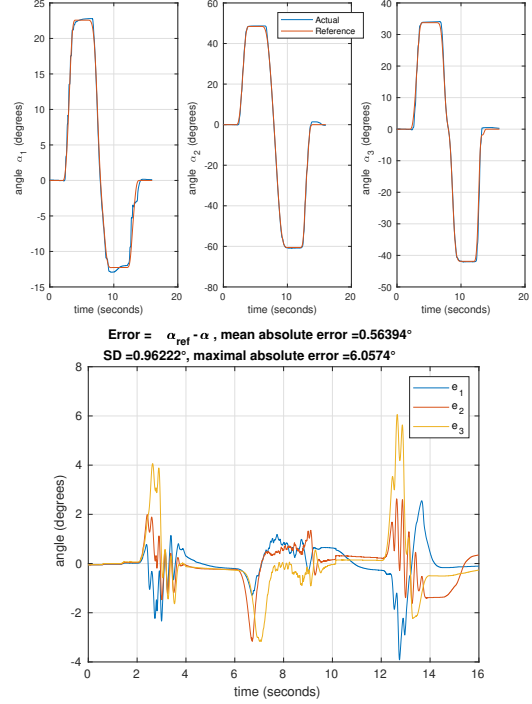 25
20
15
10
5
0
-5
-10
-15
0
10
20
time (seconds)
angle α1 (degrees)
60
40
20
0
-20
-40
-60
-80
0
10
20
time (seconds)
angle α2 (degrees)
Actual
Reference
40
30
20
10
0
-10
-20
-30
-40
-50
0
10
20
time (seconds)
angle α3 (degrees)
Error = αref - α , mean absolute error =0.56394°
SD =0.96222°, maximal absolute error =6.0574°
8
6
4
2
0
-2
-4
0 2 4 6 8 10 12 14 16
time (seconds)
angle (degrees)
e1
e2
e3